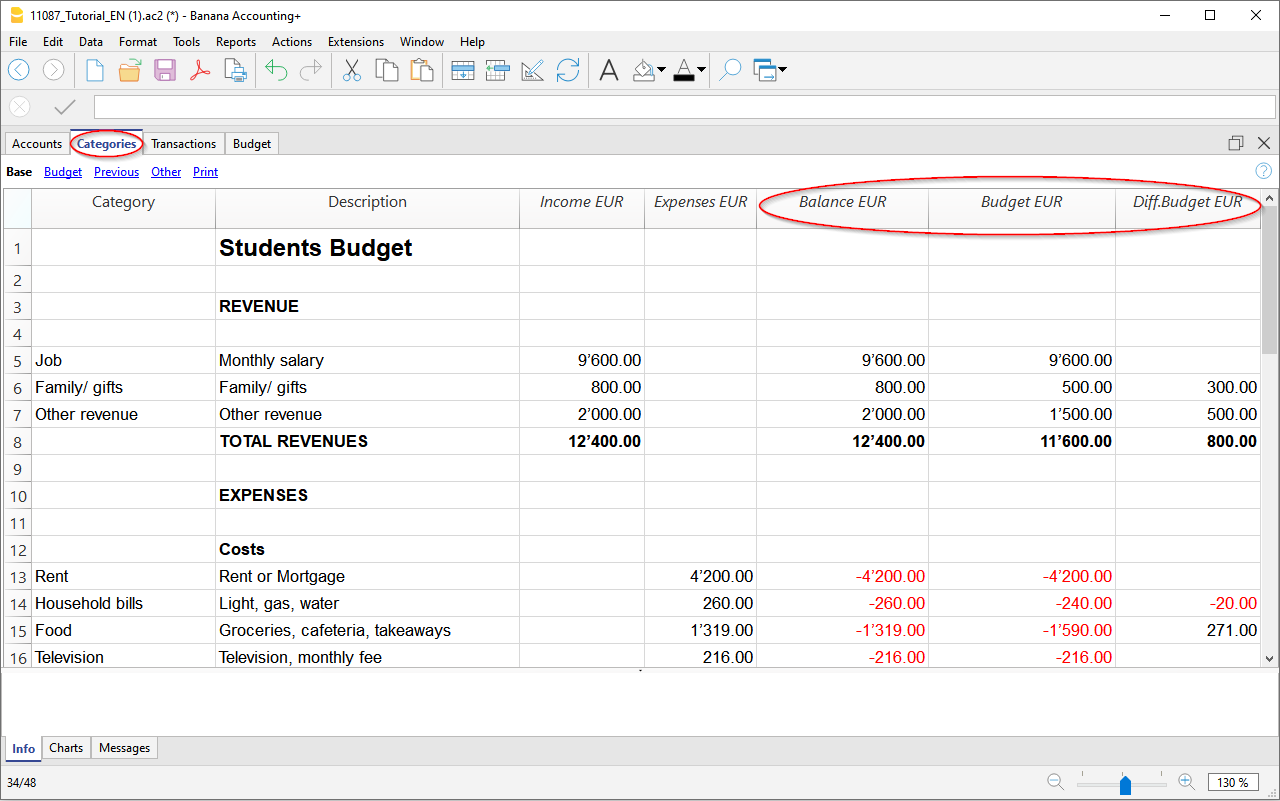 11087_Tutorial_EN (1).ac2 (*) - Banana Accounting+
File Edit Data Format Tools Reports Actions Extensions Window Help
Accounts Categories Transactions Budget
Base Budget Previous Other Print
Category Description Income EUR Expenses EUR Balance EUR Budget EUR Diff.Budget EUR
1 Students Budget
2
3 REVENUE
4
5 Job Monthly salary 9’600.00 9’600.00 9’600.00
6 Family/ gifts Family/ gifts 800.00 800.00 500.00 300.00
7 Other revenue Other revenue 2’000.00 2’000.00 1’500.00 500.00
8 TOTAL REVENUES 12’400.00 12’400.00 11’600.00 800.00
9
10 EXPENSES
11
12 Costs
13 Rent Rent or Mortgage 4’200.00 -4’200.00 -4’200.00
14 Household bills Light, gas, water 260.00 -260.00 -240.00 -20.00
15 Food Groceries, cafeteria, takeaways 1’319.00 -1’319.00 -1’590.00 271.00
16 Television Television, monthly fee 216.00 -216.00 -216.00
Info Charts Messages
34/48 130 %